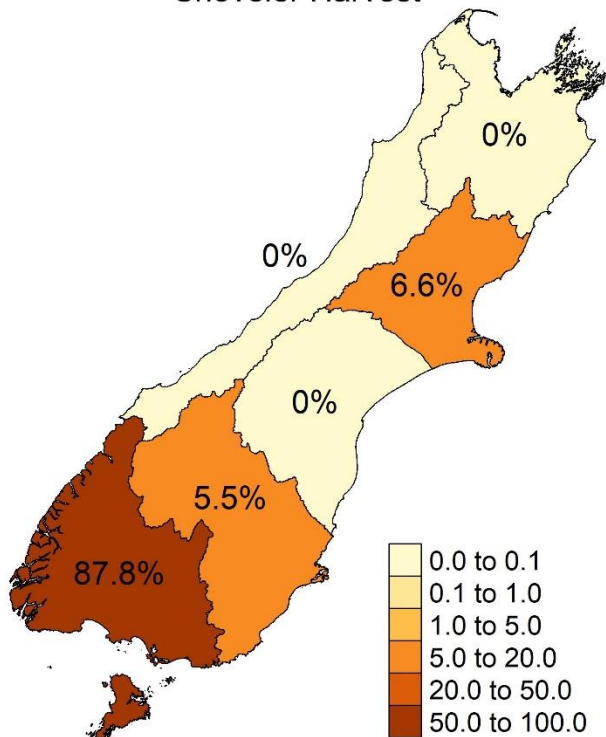 Shoveler Harvest
0%
0%
6.6%
0%
5.5%
87.8%
0.0 to 0.1
0.1 to 1.0
1.0 to 5.0
5.0 to 20.0
20.0 to 50.0
50.0 to 100.0